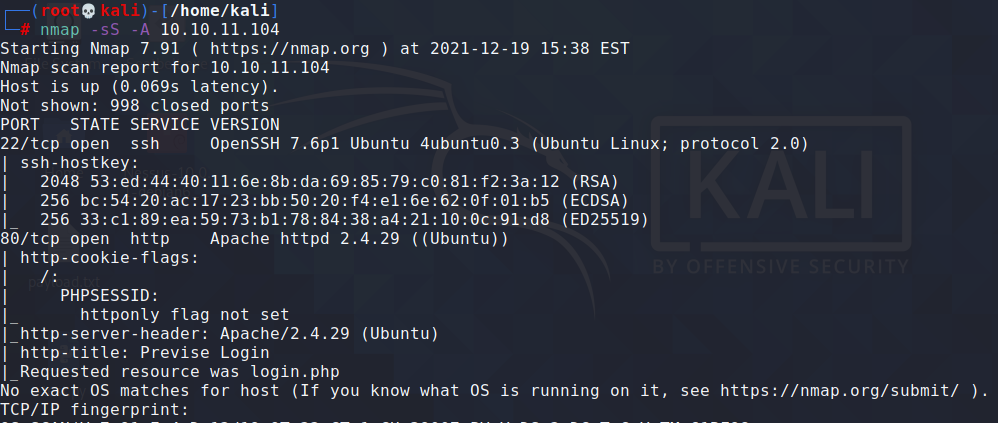 ┌──(root💀kali)-[/home/kali]
└─# nmap -sS -A 10.10.11.104
Starting Nmap 7.91 ( https://nmap.org ) at 2021-12-19 15:38 EST
Nmap scan report for 10.10.11.104
Host is up (0.069s latency).
Not shown: 998 closed ports
PORT   STATE SERVICE VERSION
22/tcp open  ssh     OpenSSH 7.6p1 Ubuntu 4ubuntu0.3 (Ubuntu Linux; protocol 2.0)
| ssh-hostkey:
|   2048 53:ed:44:40:11:6e:8b:da:69:85:79:c0:81:f2:3a:12 (RSA)
|   256 bc:54:20:ac:17:23:bb:50:20:f4:e1:6e:62:0f:01:b5 (ECDSA)
|_  256 33:c1:89:ea:59:73:b1:78:84:38:a4:21:10:0c:91:d8 (ED25519)
80/tcp open  http    Apache httpd 2.4.29 ((Ubuntu))
| http-cookie-flags:
|   /:
|     PHPSESSID:
|_      httponly flag not set
|_http-server-header: Apache/2.4.29 (Ubuntu)
| http-title: Previse Login
|_Requested resource was login.php
No exact OS matches for host (If you know what OS is running on it, see https://nmap.org/submit/ ).
TCP/IP fingerprint:
KALI
BY OFFENSIVE SECURITY
payload.txt